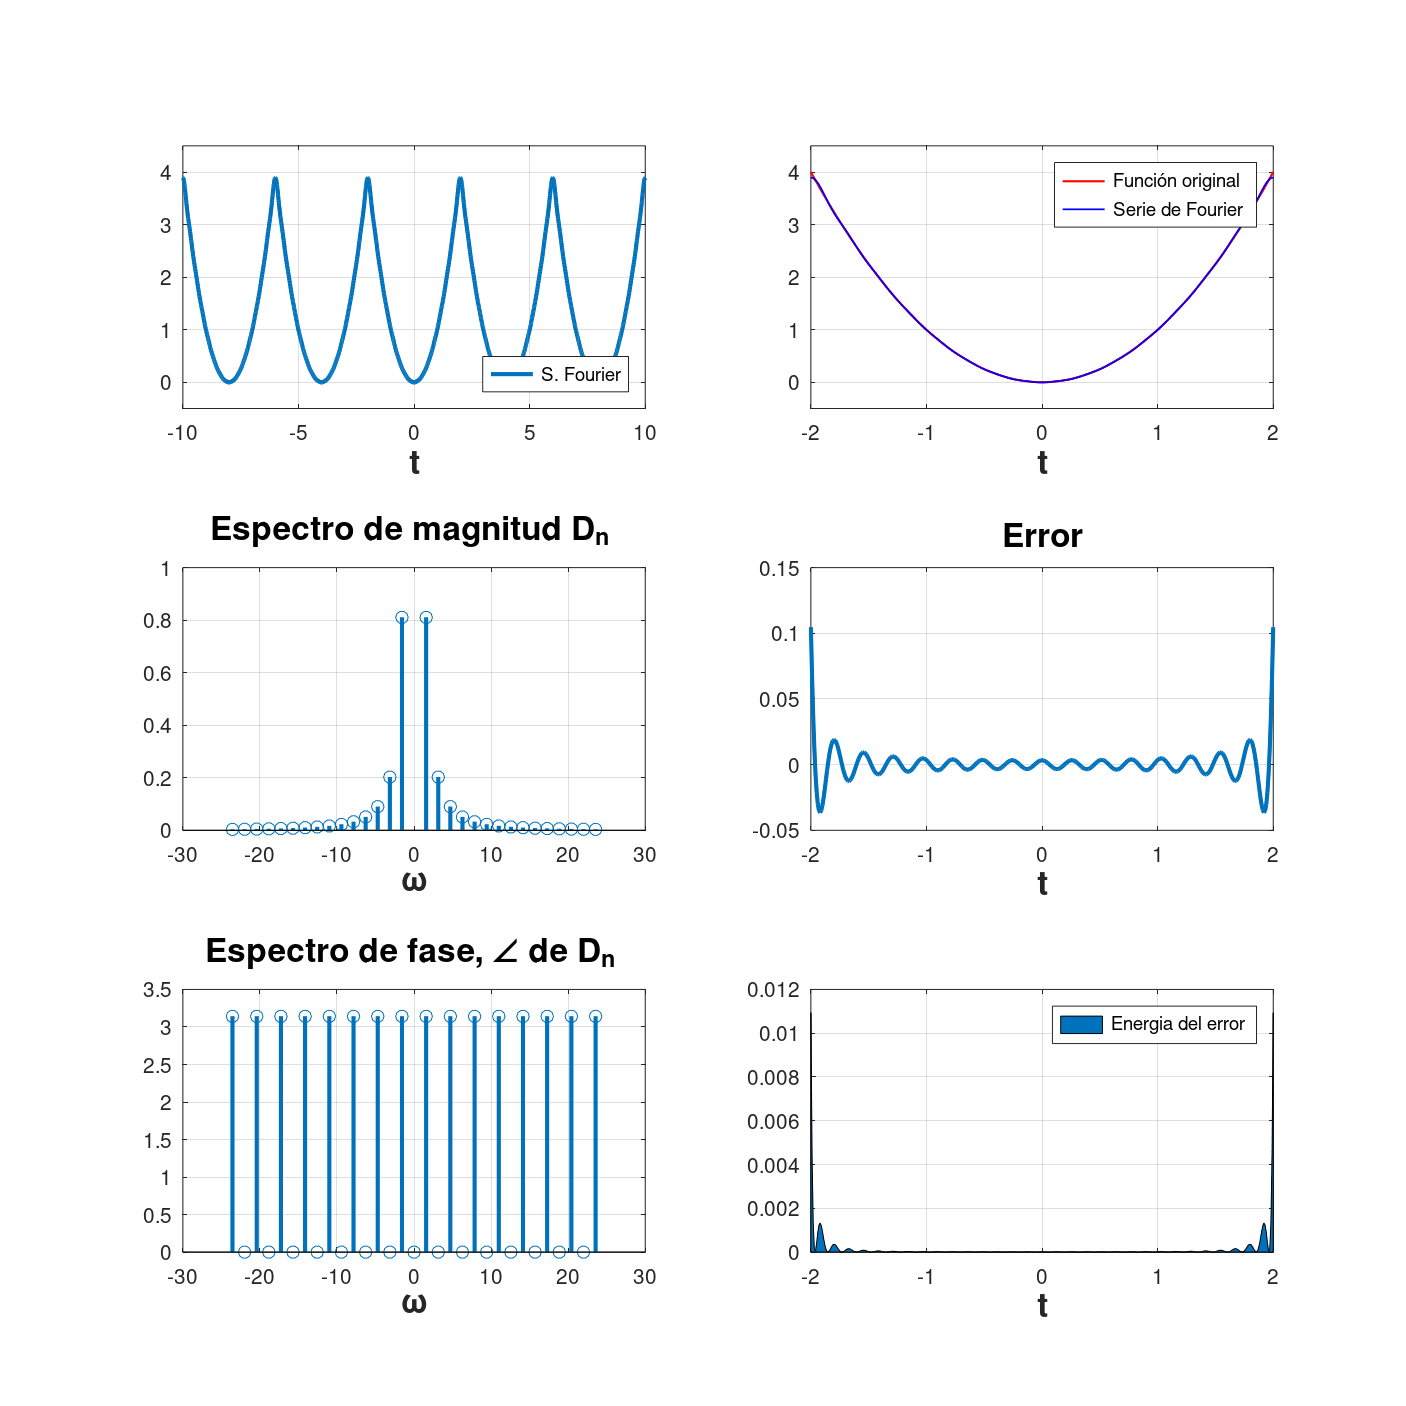 4
3
2
1
0
-10 -5 0 5 10
t
S. Fourier
4
3
2
1
0
-2 -1 0 1 2
t
Función original
Serie de Fourier
Espectro de magnitud Dn
1
0.8
0.6
0.4
0.2
0
-30 -20 -10 0 10 20 30
ω
Error
0.15
0.1
0.05
0
-0.05
-2 -1 0 1 2
t
Espectro de fase, ∠ de Dn
3.5
3
2.5
2
1.5
1
0.5
0
-30 -20 -10 0 10 20 30
ω
0.012
0.01
0.008
0.006
0.004
0.002
0
-2 -1 0 1 2
t
Energia del error